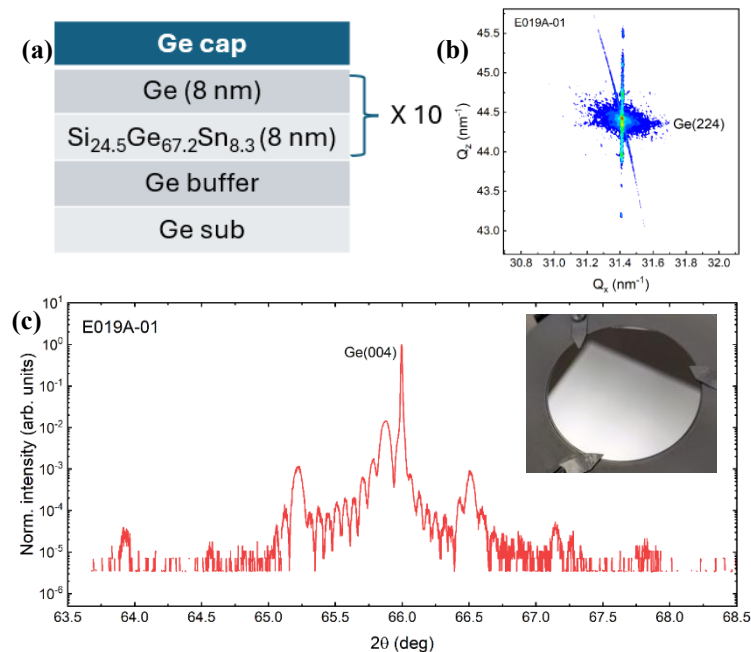 (a)
Ge cap
Ge (8 nm)
Si24.5Ge67.2Sn8.3 (8 nm)
X 10
Ge buffer
Ge sub
(b)
E019A-01
45.5
45.0
44.5
44.0
43.5
43.0
Qz (nm⁻¹)
Ge(224)
30.8 31.0 31.2 31.4 31.6 31.8 32.0
Qx (nm⁻¹)
(c)
E019A-01
Ge(004)
10¹
10⁰
10⁻¹
10⁻²
10⁻³
10⁻⁴
10⁻⁵
10⁻⁶
Norm. intensity (arb. units)
63.5 64.0 64.5 65.0 65.5 66.0 66.5 67.0 67.5 68.0 68.5
2θ (deg)